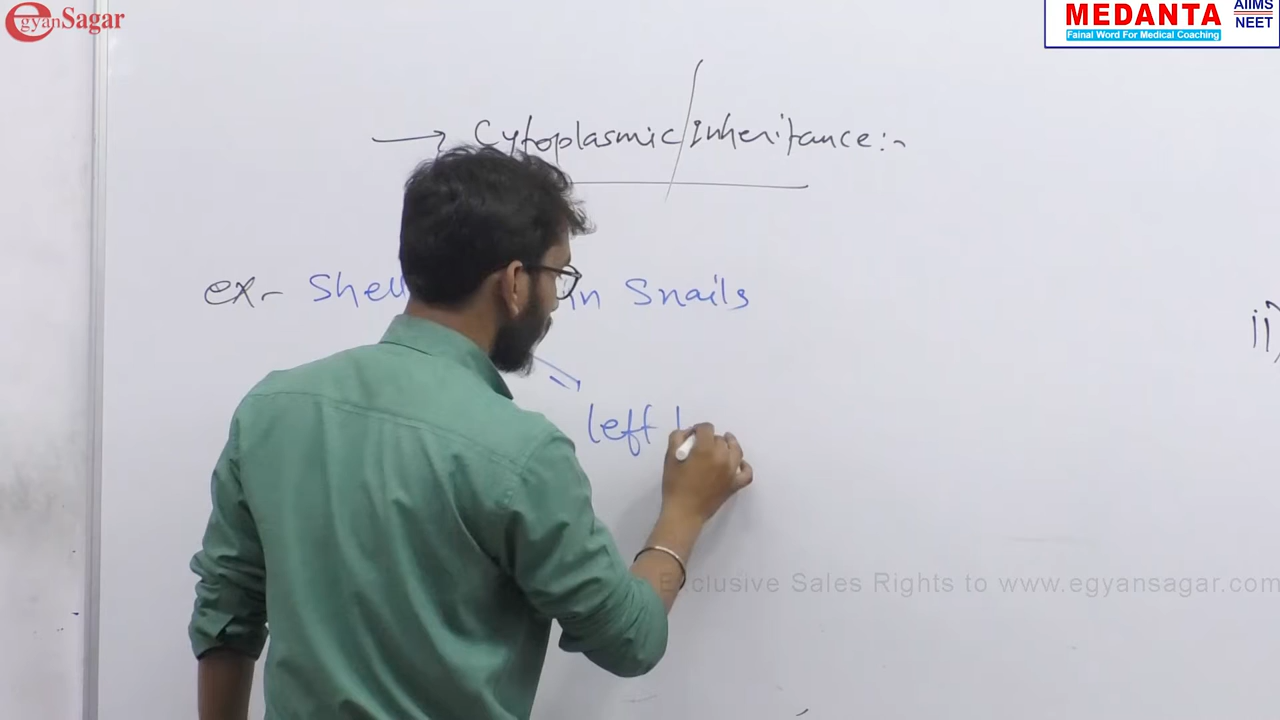 egyanSagar
MEDANTA
AIIMS
NEET
Fainal Word For Medical Coaching
→ Cytoplasmic/Inheritance:-
ex- Shell in Snails
ii)
left
Exclusive Sales Rights to www.egyansagar.com